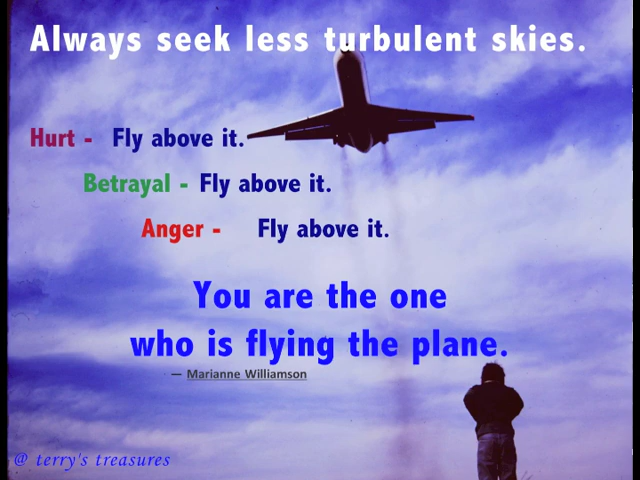 Always seek less turbulent skies.
Hurt - Fly above it.
Betrayal - Fly above it.
Anger - Fly above it.
You are the one
who is flying the plane.
— Marianne Williamson
@ terry's treasures